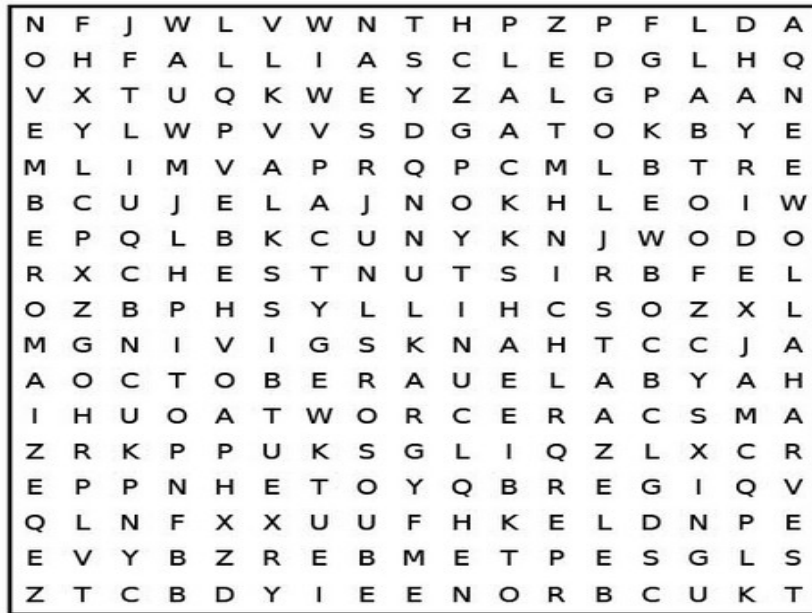 N F J W L V W N T H P Z P F L D A
O H F A L L I A S C L E D G L H Q
V X T U Q K W E Y Z A L G P A A N
E Y L W P V V S D G A T O K B Y E
M L I M V A P R Q P C M L B T R E
B C U J E L A J N O K H L E O I W
E P Q L B K C U N Y K N J W O D O
R X C H E S T N U T S I R B F E L
O Z B P H S Y L L I H C S O Z X L
M G N I V I G S K N A H T C C J A
A O C T O B E R A U E L A B Y A H
I H U O A T W O R C E R A C S M A
Z R K P P U K S G L I Q Z L X C R
E P P N H E T O Y Q B R E G I Q V
Q L N F X X U U F H K E L D N P E
E V Y B Z R E B M E T P E S G L S
Z T C B D Y I E E N O R B C U K T